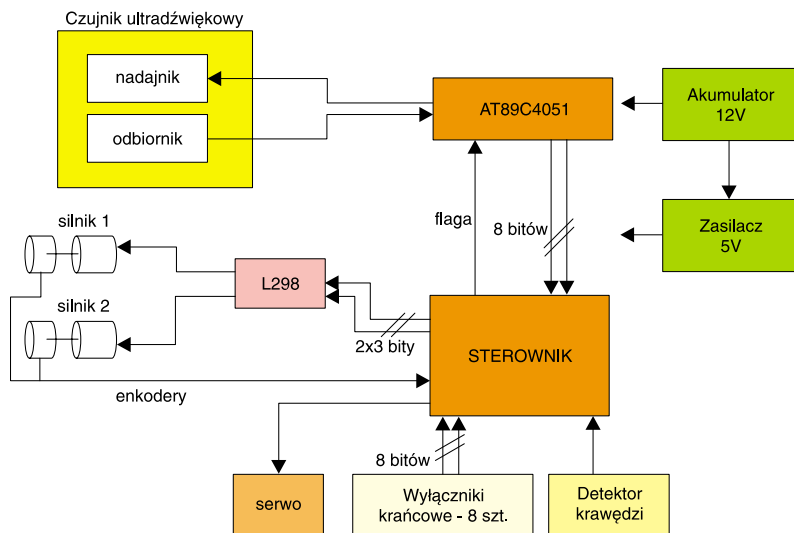 Czujnik ultradźwiękowy
nadajnik
odbiornik
AT89C4051
Akumulator
12V
Zasilacz
5V
flaga
8 bitów
silnik 1
silnik 2
L298
2x3 bity
STEROWNIK
enkodery
8 bitów
serwo
Wyłączniki
krańcowe - 8 szt.
Detektor
krawędzi